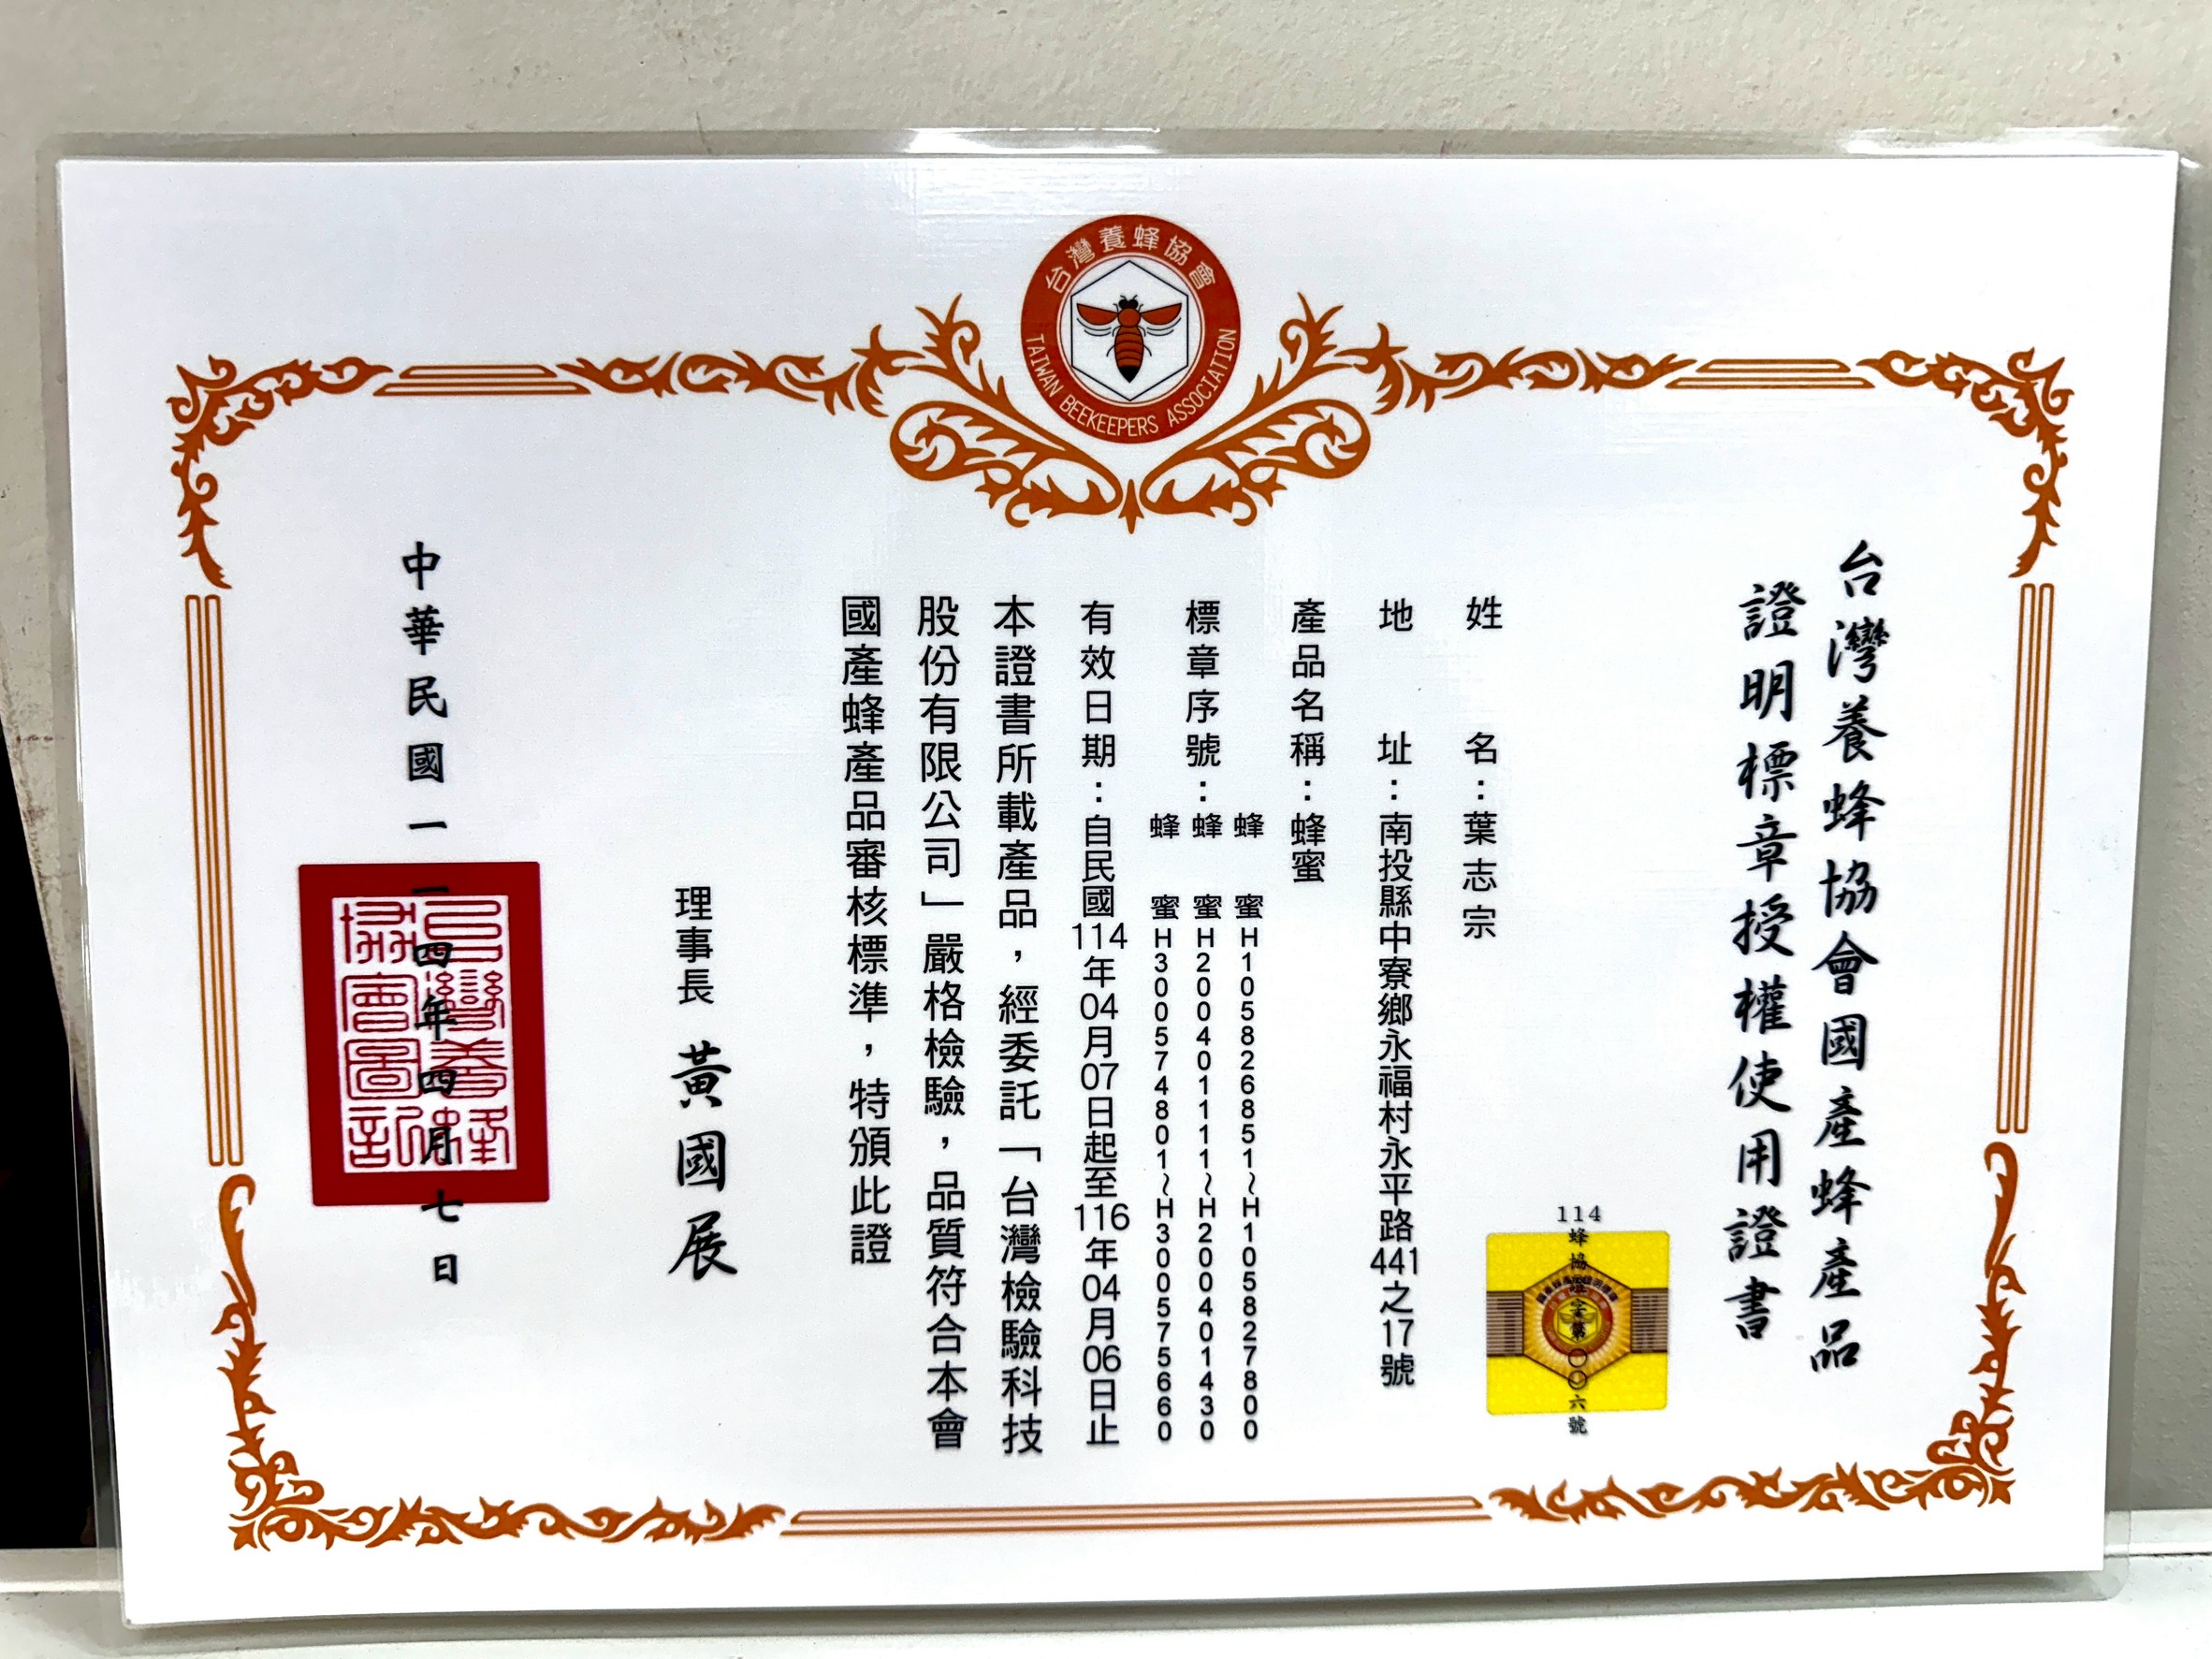 台灣養蜂協會
TAIWAN BEEKEEPERS ASSOCIATION
台灣養蜂協會國產蜂產品
證明標章授權使用證書
114蜂協證字第〇〇六號
姓名：葉志宗
地址：南投縣中寮鄉永福村永平路441之17號
產品名稱：蜂蜜
標章序號：
蜂蜜H105826851~H105827800
蜂蜜H200401111~H200401430
蜂蜜H300574801~H300575660
有效日期：自民國114年04月07日起至116年04月06日止
本證書所載產品，經委託「台灣檢驗科技
股份有限公司」嚴格檢驗，品質符合本會
國產蜂產品審核標準，特頒此證
理事長 黃國展
中華民國一一四年四月七日
台灣養蜂協會圖記